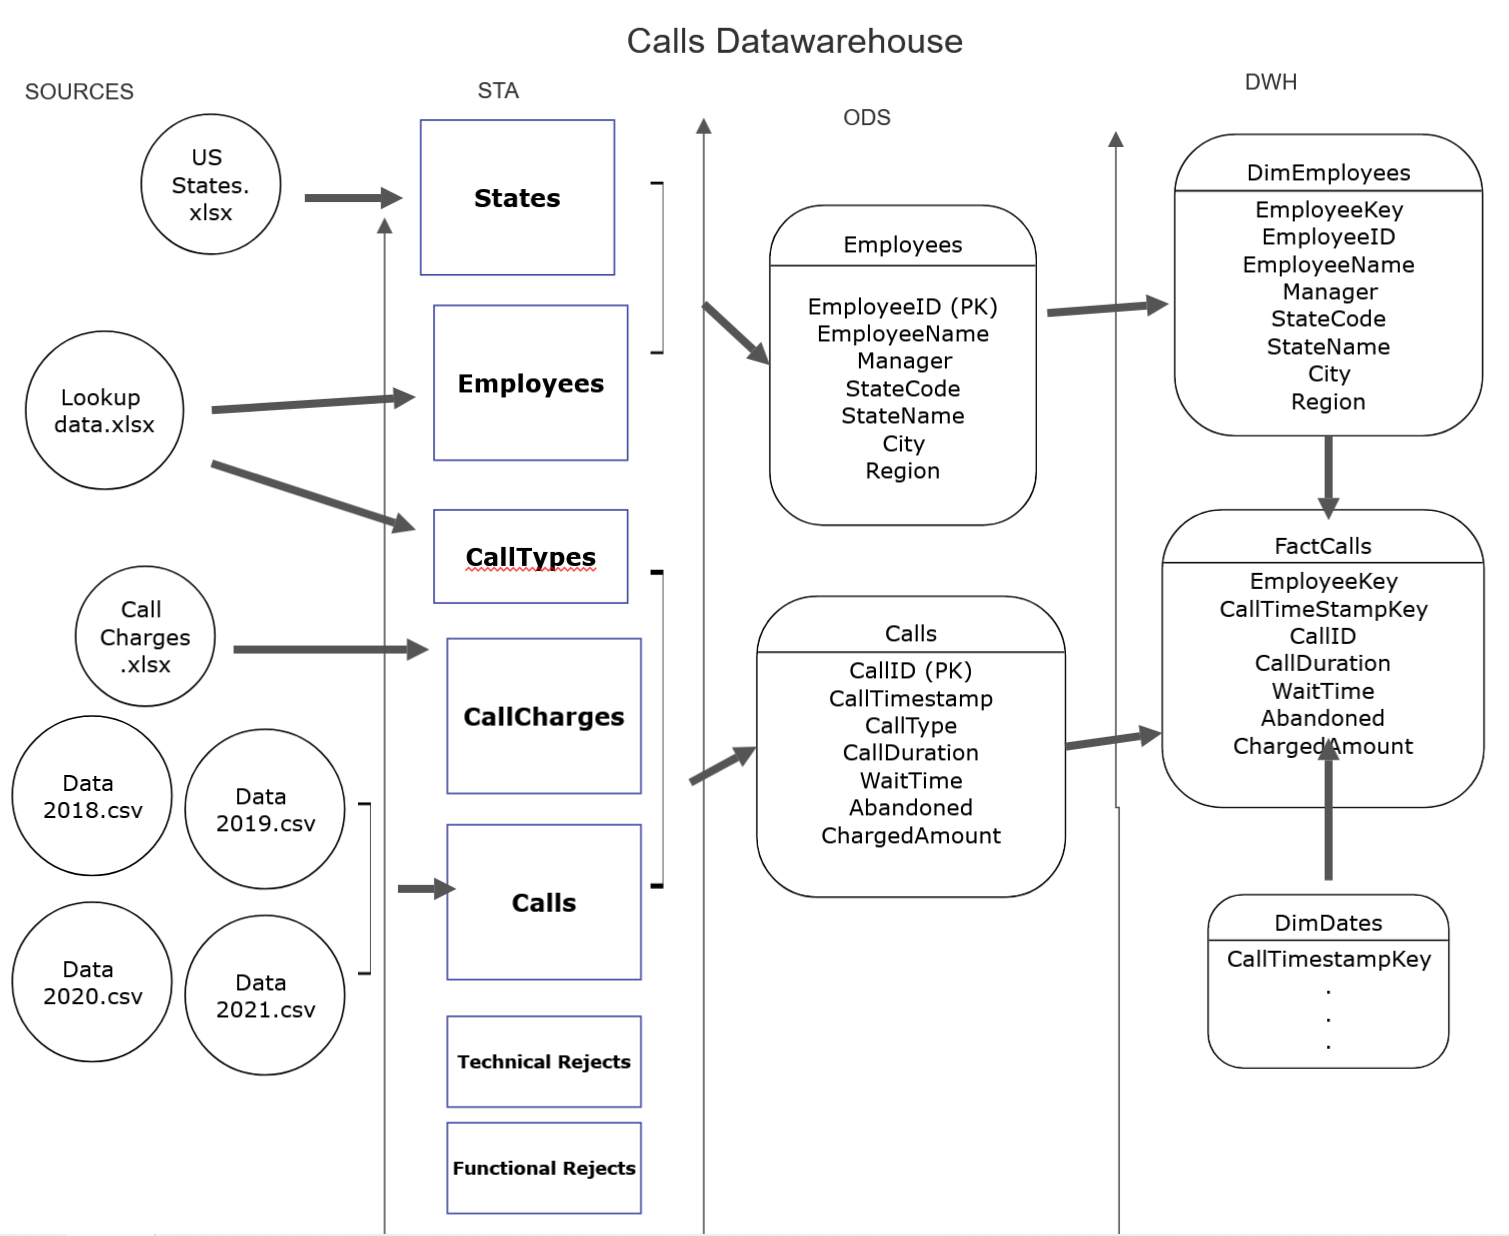 Calls Datawarehouse
SOURCES
STA
ODS
DWH
US
States.
xlsx
Lookup
data.xlsx
Call
Charges
.xlsx
Data
2018.csv
Data
2019.csv
Data
2020.csv
Data
2021.csv
States
Employees
CallTypes
CallCharges
Calls
Technical Rejects
Functional Rejects
Employees
EmployeeID (PK)
EmployeeName
Manager
StateCode
StateName
City
Region
Calls
CallID (PK)
CallTimestamp
CallType
CallDuration
WaitTime
Abandoned
ChargedAmount
DimEmployees
EmployeeKey
EmployeeID
EmployeeName
Manager
StateCode
StateName
City
Region
FactCalls
EmployeeKey
CallTimeStampKey
CallID
CallDuration
WaitTime
Abandoned
ChargedAmount
DimDates
CallTimestampKey
.
.
.